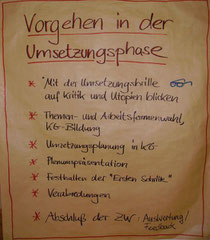 Vorgehen in der
Umsetzungsphase
* "Mit der Umsetzungsbrille
auf Kritik und Utopien blicken
* Themen- und Arbeitsformenwahl,
KG-Bildung
* Umsetzungsplanung in KG
* Plenumspräsentation
* Festhalten der "Ersten Schritte"
* Verabredungen
* Abschluß der ZW: Auswertung/
Feedback